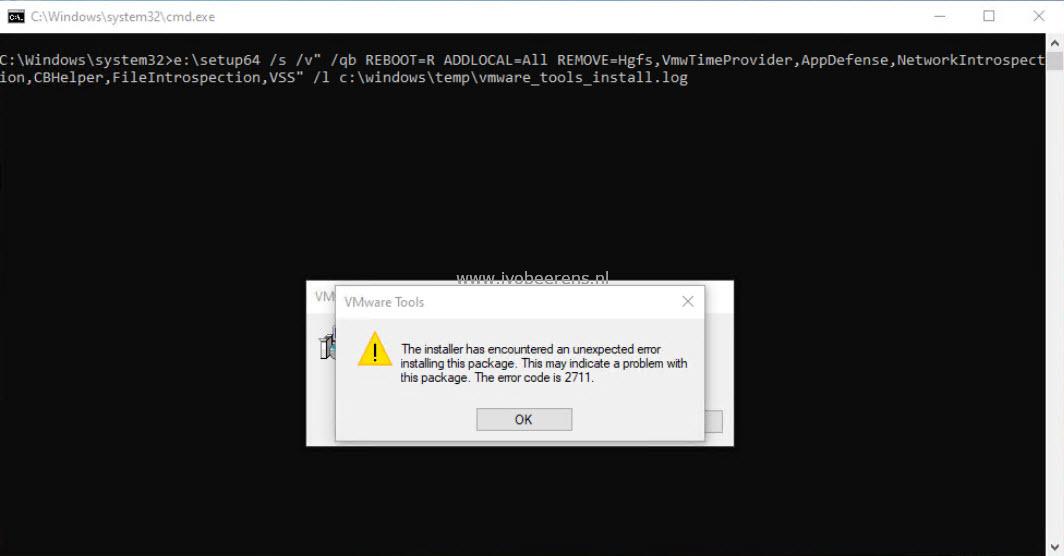 C:\Windows\system32\cmd.exe
C:\Windows\system32>e:\setup64 /s /v" /qb REBOOT=R ADDLOCAL=All REMOVE=Hgfs,VmwTimeProvider,AppDefense,NetworkIntrospect
ion,CBHelper,FileIntrospection,VSS" /l c:\windows\temp\vmware_tools_install.log
www.ivobeerens.nl
VM
VMware Tools
The installer has encountered an unexpected error
installing this package. This may indicate a problem with
this package. The error code is 2711.
OK